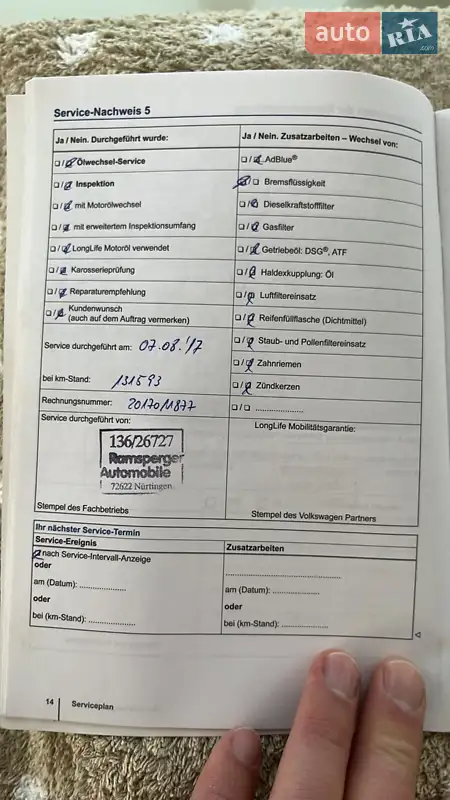 auto RIA.com
Service-Nachweis 5
Ja / Nein. Durchgeführt wurde:
☐/☐ Ölwechsel-Service
☐/☐ Inspektion
☐/☐ mit Motorölwechsel
☐/☐ mit erweitertem Inspektionsumfang
☐/☐ LongLife Motoröl verwendet
☐/☐ Karosserieprüfung
☐/☐ Reparaturempfehlung
☐/☐ Kundenwunsch
(auch auf dem Auftrag vermerken)
Service durchgeführt am: 07.08.'17
bei km-Stand: 131593
Rechnungsnummer: 2017011877
Service durchgeführt von:
136/26727
Ramsperger
Automobile
72622 Nürtingen
Stempel des Fachbetriebs
Ja / Nein. Zusatzarbeiten – Wechsel von:
☐/☐ AdBlue®
☐/☐ Bremsflüssigkeit
☐/☐ Dieselkraftstofffilter
☐/☐ Gasfilter
☐/☐ Getriebeöl: DSG®, ATF
☐/☐ Haldexkupplung: Öl
☐/☐ Luftfiltereinsatz
☐/☐ Reifenfüllflasche (Dichtmittel)
☐/☐ Staub- und Pollenfiltereinsatz
☐/☐ Zahnriemen
☐/☐ Zündkerzen
☐/☐ ......................
LongLife Mobilitätsgarantie:
Stempel des Volkswagen Partners
Ihr nächster Service-Termin
Service-Ereignis
☐ nach Service-Intervall-Anzeige
oder
am (Datum): .....................
oder
bei (km-Stand): .....................
Zusatzarbeiten
.....................................
am (Datum): .....................
oder
bei (km-Stand): .....................
14 Serviceplan